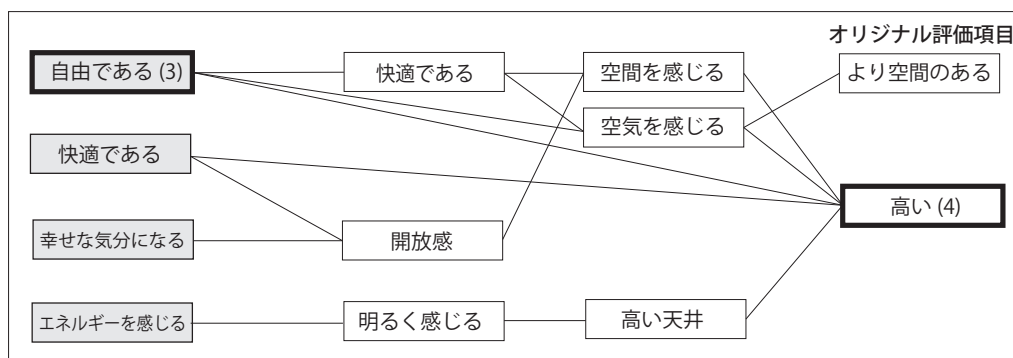 オリジナル評価項目
自由である (3)
快適である
空間を感じる
より空間のある
空気を感じる
快適である
高い (4)
幸せな気分になる
開放感
エネルギーを感じる
明るく感じる
高い天井